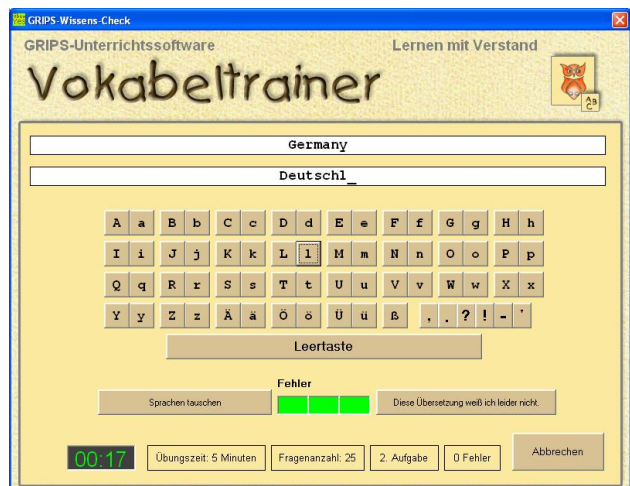 GRIPS-Wissens-Check
GRIPS-Unterrichtssoftware Lernen mit Verstand
Vokabeltrainer
A B C
Germany
Deutschl_
A a B b C c D d E e F f G g H h
I i J j K k L l M m N n O o P p
Q q R r S s T t U u V v W w X x
Y y Z z Ä ä Ö ö Ü ü ß , . ? ! - '
Leertaste
Fehler
Sprachen tauschen Diese Übersetzung weiß ich leider nicht.
00:17 Übungszeit: 5 Minuten Fragenanzahl: 25 2. Aufgabe 0 Fehler Abbrechen